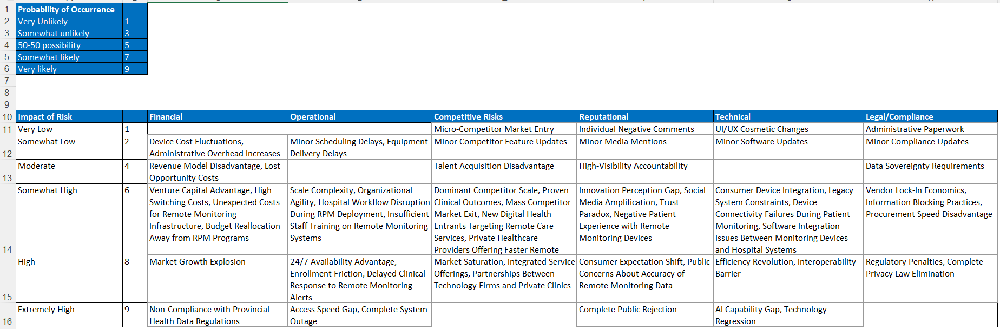 1 Probability of Occurrence
2 Very Unlikely 1
3 Somewhat unlikely 3
4 50-50 possibility 5
5 Somewhat likely 7
6 Very likely 9
7
8
9
10 Impact of Risk Financial Operational Competitive Risks Reputational Technical Legal/Compliance
11 Very Low 1 Micro-Competitor Market Entry Individual Negative Comments UI/UX Cosmetic Changes Administrative Paperwork
Somewhat Low 2 Device Cost Fluctuations, Minor Scheduling Delays, Equipment Minor Competitor Feature Updates Minor Media Mentions Minor Software Updates Minor Compliance Updates
12 Administrative Overhead Increases Delivery Delays
Moderate 4 Revenue Model Disadvantage, Lost Talent Acquisition Disadvantage High-Visibility Accountability Data Sovereignty Requirements
13 Opportunity Costs
Somewhat High 6 Venture Capital Advantage, High Scale Complexity, Organizational Dominant Competitor Scale, Proven Innovation Perception Gap, Social Consumer Device Integration, Legacy Vendor Lock-In Economics,
Switching Costs, Unexpected Costs Agility, Hospital Workflow Disruption Clinical Outcomes, Mass Competitor Media Amplification, Trust System Constraints, Device Information Blocking Practices,
for Remote Monitoring During RPM Deployment, Insufficient Market Exit, New Digital Health Paradox, Negative Patient Connectivity Failures During Patient Procurement Speed Disadvantage
Infrastructure, Budget Reallocation Staff Training on Remote Monitoring Entrants Targeting Remote Care Experience with Remote Monitoring, Software Integration
Away from RPM Programs Systems Services, Private Healthcare Monitoring Devices Issues Between Monitoring Devices
14 Providers Offering Faster Remote and Hospital Systems
High 8 Market Growth Explosion 24/7 Availability Advantage, Market Saturation, Integrated Service Consumer Expectation Shift, Public Efficiency Revolution, Interoperability Regulatory Penalties, Complete
Enrollment Friction, Delayed Clinical Offerings, Partnerships Between Concerns About Accuracy of Barrier Privacy Law Elimination
Response to Remote Monitoring Technology Firms and Private Clinics Remote Monitoring Data
15 Alerts
Extremely High 9 Non-Compliance with Provincial Access Speed Gap, Complete System Complete Public Rejection AI Capability Gap, Technology
16 Health Data Regulations Outage Regression